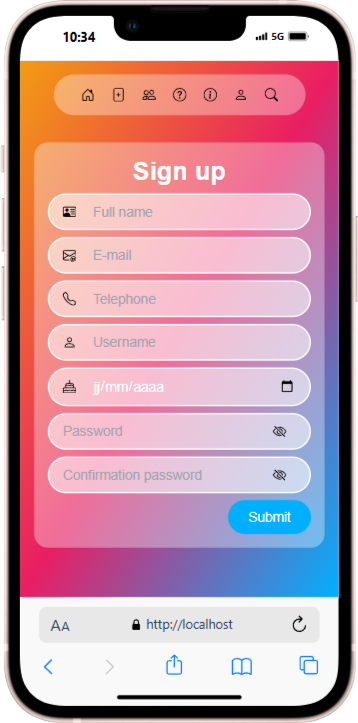 10:34
5G
Sign up
Full name
E-mail
Telephone
Username
jj/mm/aaaa
Password
Confirmation password
Submit
AA
http://localhost